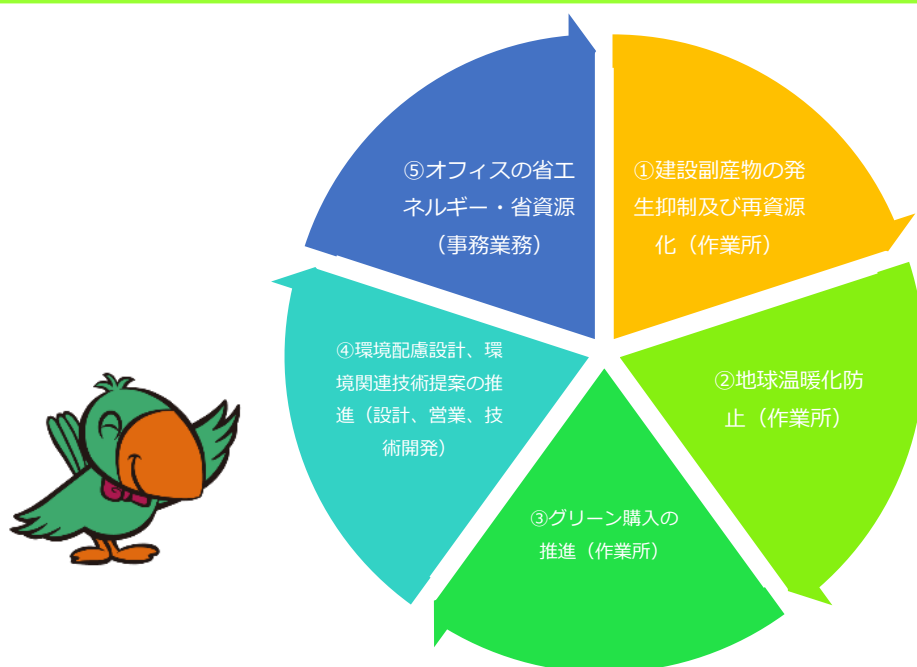 ①建設副産物の発
生抑制及び再資源
化（作業所）
②地球温暖化防
止（作業所）
③グリーン購入の
推進（作業所）
④環境配慮設計、環
境関連技術提案の推
進（設計、営業、技
術開発）
⑤オフィスの省エ
ネルギー・省資源
（事務業務）